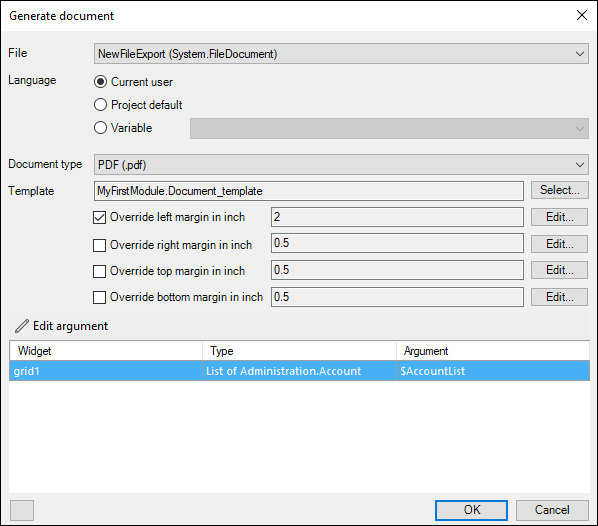 Generate document
File NewFileExport (System.FileDocument)
Language Current user
Project default
Variable
Document type PDF (.pdf)
Template MyFirstModule.Document_template Select...
Override left margin in inch 2 Edit...
Override right margin in inch 0.5 Edit...
Override top margin in inch 0.5 Edit...
Override bottom margin in inch 0.5 Edit...
Edit argument
Widget Type Argument
grid1 List of Administration.Account $AccountList
OK Cancel